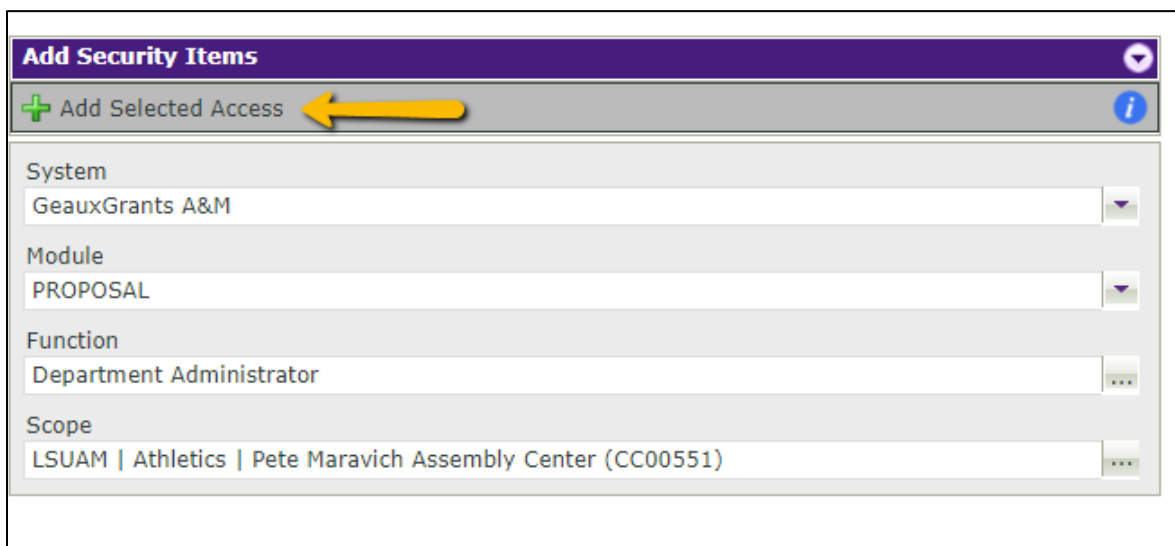 Add Security Items
Add Selected Access
i
System
GeauxGrants A&M
Module
PROPOSAL
Function
Department Administrator
...
Scope
LSUAM | Athletics | Pete Maravich Assembly Center (CC00551)
...